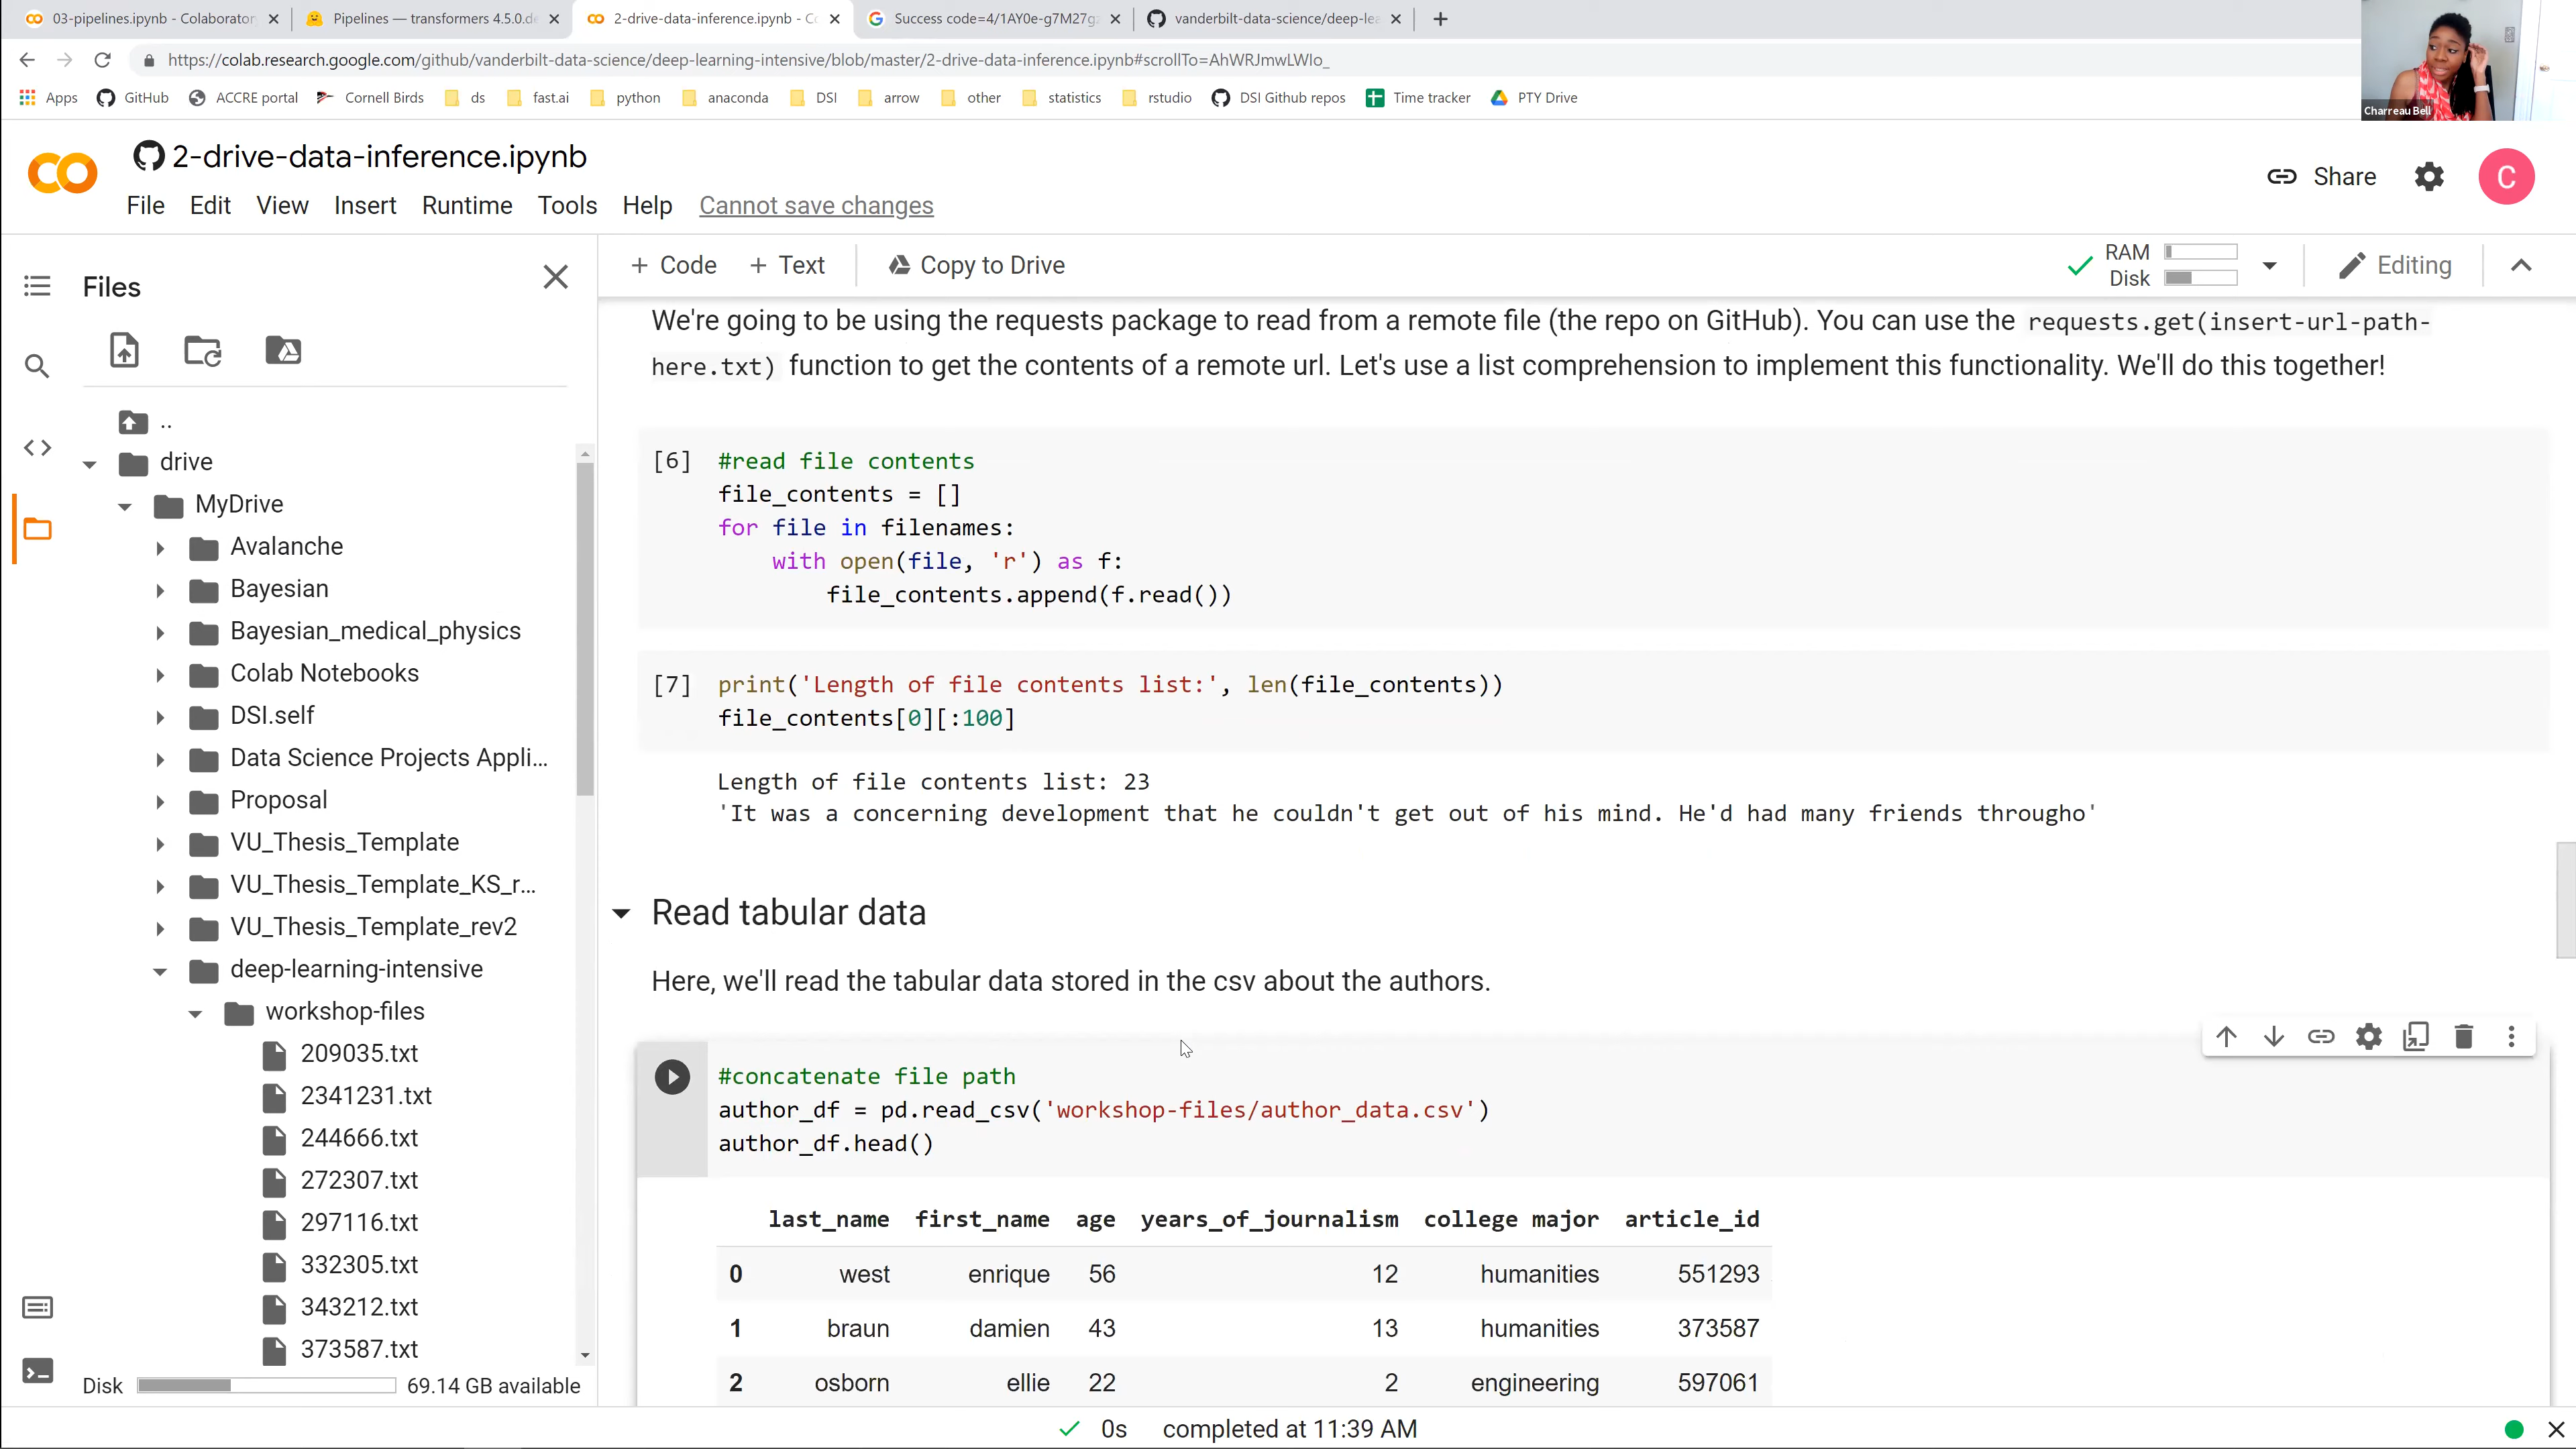 03-pipelines.ipynb - Colaborator
Pipelines — transformers 4.5.0.de
2-drive-data-inference.ipynb - Co
Success code=4/1AY0e-g7M27g
vanderbilt-data-science/deep-lea
https://colab.research.google.com/github/vanderbilt-data-science/deep-learning-intensive/blob/master/2-drive-data-inference.ipynb#scrollTo=AhWRJmwLWIo_
Apps GitHub ACCRE portal Cornell Birds ds fast.ai python anaconda DSI arrow other statistics rstudio DSI Github repos Time tracker PTY Drive
Charreau Bell
2-drive-data-inference.ipynb
File Edit View Insert Runtime Tools Help Cannot save changes
Share
C
Files
+ Code + Text Copy to Drive
RAM
Disk
Editing
..
drive
MyDrive
Avalanche
Bayesian
Bayesian_medical_physics
Colab Notebooks
DSI.self
Data Science Projects Appli...
Proposal
VU_Thesis_Template
VU_Thesis_Template_KS_r...
VU_Thesis_Template_rev2
deep-learning-intensive
workshop-files
209035.txt
2341231.txt
244666.txt
272307.txt
297116.txt
332305.txt
343212.txt
373587.txt
Disk 69.14 GB available
We're going to be using the requests package to read from a remote file (the repo on GitHub). You can use the requests.get(insert-url-path-
here.txt) function to get the contents of a remote url. Let's use a list comprehension to implement this functionality. We'll do this together!
[6] #read file contents
file_contents = []
for file in filenames:
with open(file, 'r') as f:
file_contents.append(f.read())
[7] print('Length of file contents list:', len(file_contents))
file_contents[0][:100]
Length of file contents list: 23
'It was a concerning development that he couldn't get out of his mind. He'd had many friends througho'
Read tabular data
Here, we'll read the tabular data stored in the csv about the authors.
#concatenate file path
author_df = pd.read_csv('workshop-files/author_data.csv')
author_df.head()
last_name first_name age years_of_journalism college major article_id
0 west enrique 56 12 humanities 551293
1 braun damien 43 13 humanities 373587
2 osborn ellie 22 2 engineering 597061
0s completed at 11:39 AM